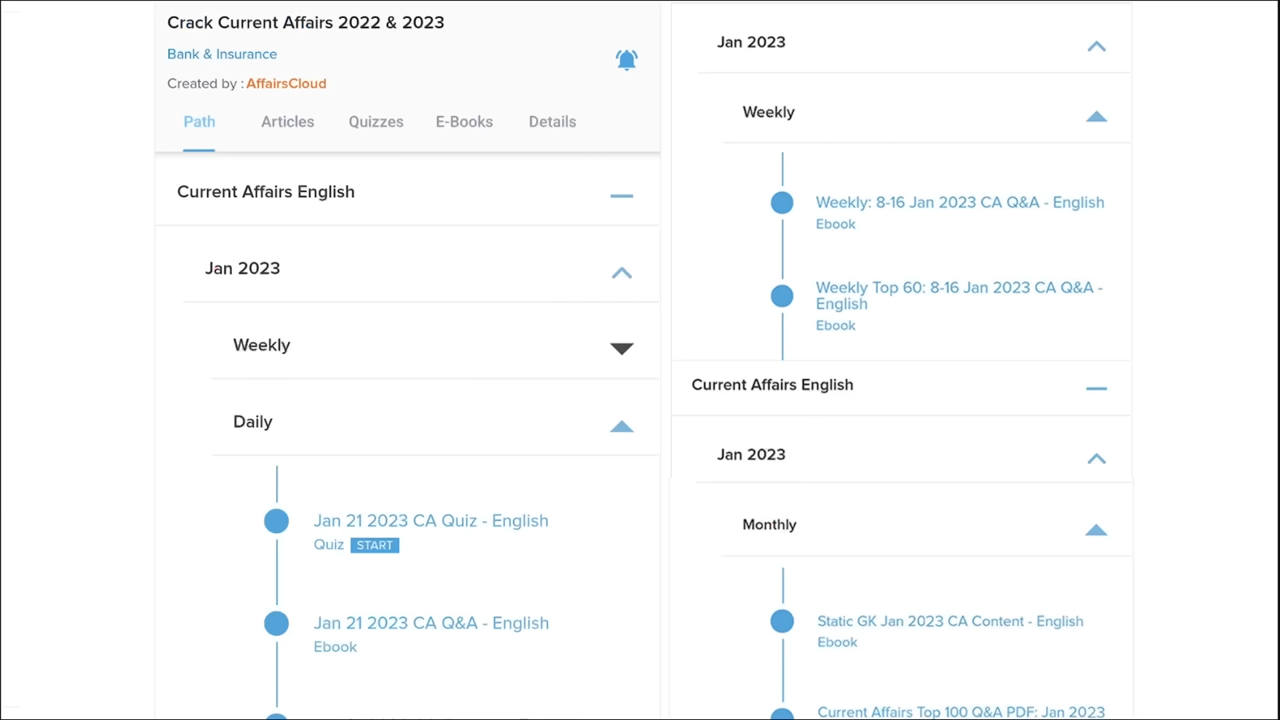 Crack Current Affairs 2022 & 2023
Bank & Insurance
Created by : AffairsCloud
Path Articles Quizzes E-Books Details
Current Affairs English
Jan 2023
Weekly
Daily
Jan 21 2023 CA Quiz - English
Quiz START
Jan 21 2023 CA Q&A - English
Ebook
Jan 2023
Weekly
Weekly: 8-16 Jan 2023 CA Q&A - English
Ebook
Weekly Top 60: 8-16 Jan 2023 CA Q&A -
English
Ebook
Current Affairs English
Jan 2023
Monthly
Static GK Jan 2023 CA Content - English
Ebook
Current Affairs Top 100 Q&A PDF: Jan 2023